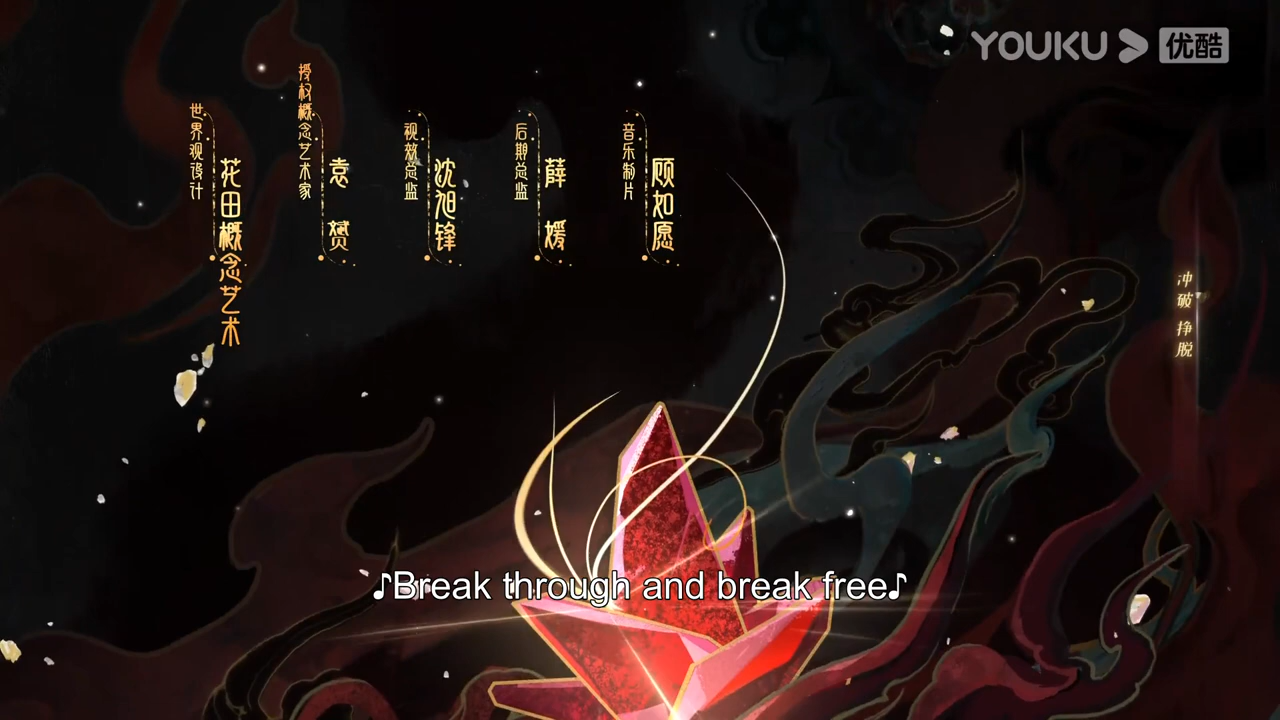 YOUKU 优酷
音乐制片
顾如愿
后期总监
薛媛
视效总监
沈旭锋
授权概念艺术家
袁赟
世界观设计
花田概念艺术
冲破 挣脱
♪Break through and break free♪